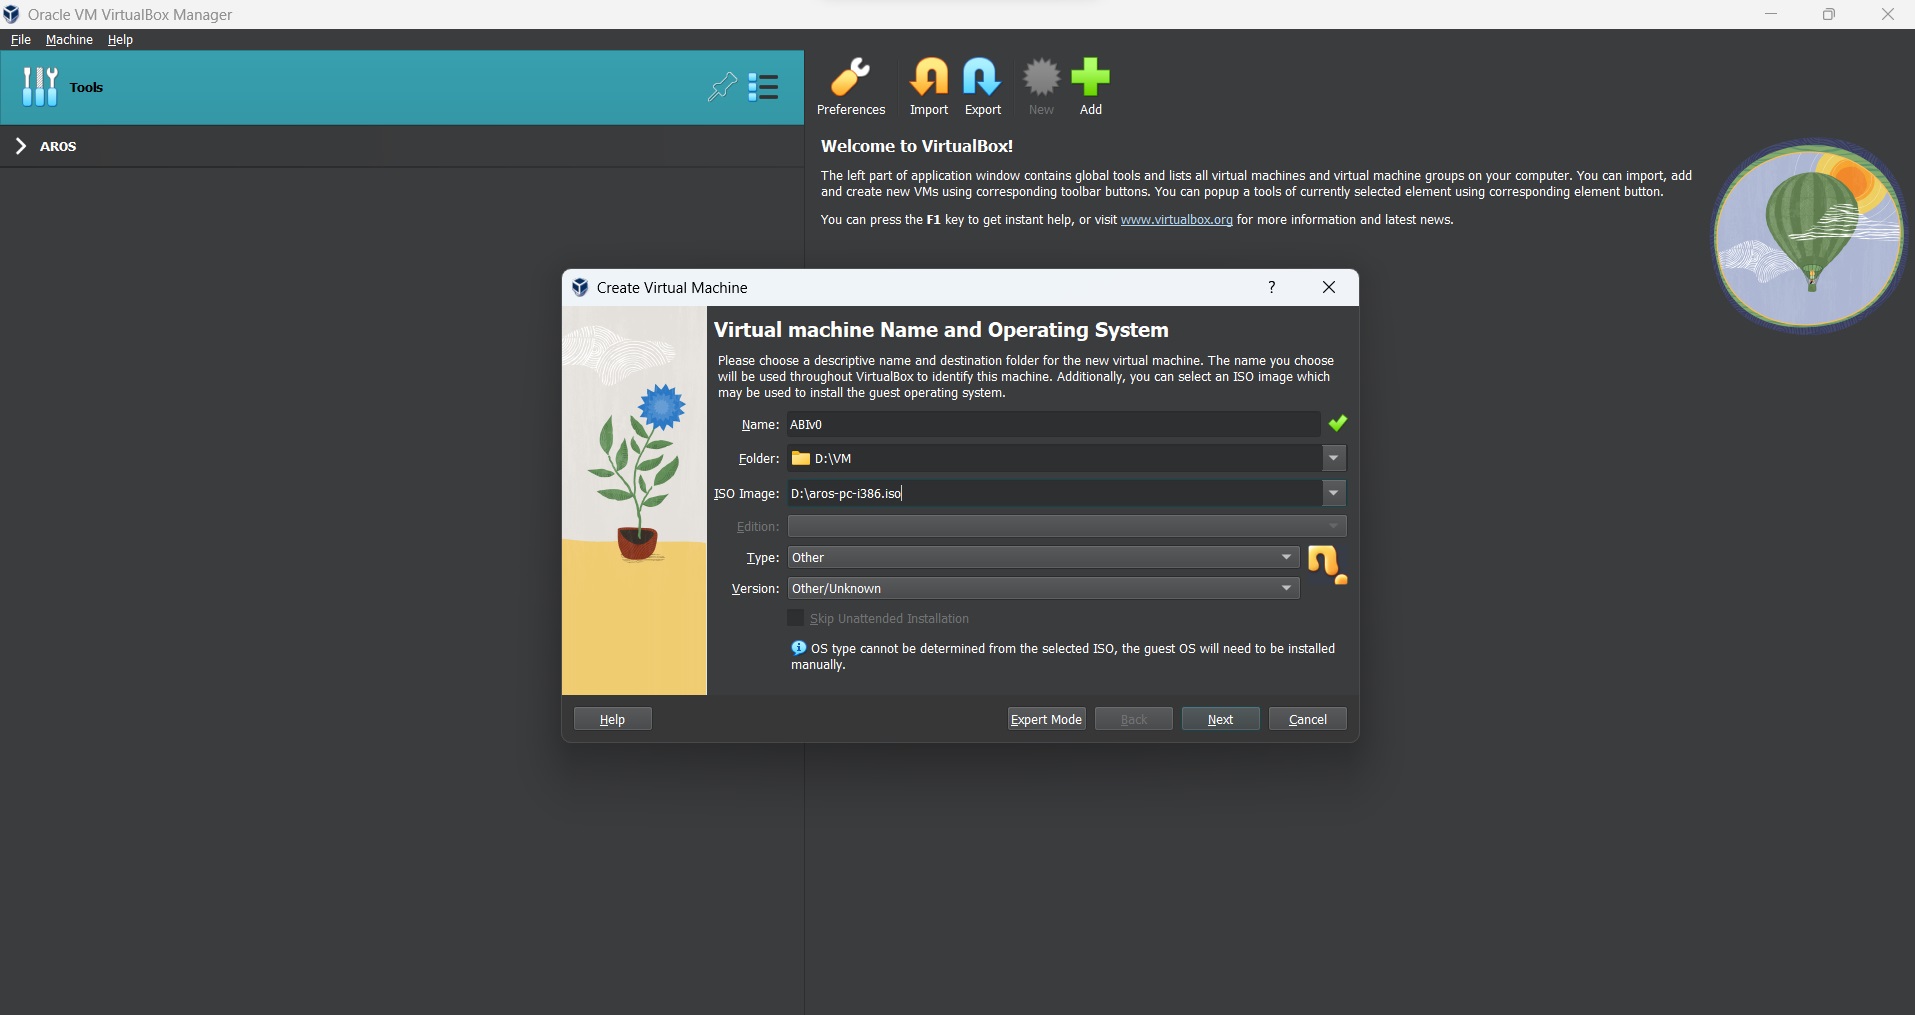 Oracle VM VirtualBox Manager
File Machine Help
Tools
Preferences Import Export New Add
AROS
Welcome to VirtualBox!
The left part of application window contains global tools and lists all virtual machines and virtual machine groups on your computer. You can import, add
and create new VMs using corresponding toolbar buttons. You can popup a tools of currently selected element using corresponding element button.
You can press the F1 key to get instant help, or visit www.virtualbox.org for more information and latest news.
Create Virtual Machine ?
Virtual machine Name and Operating System
Please choose a descriptive name and destination folder for the new virtual machine. The name you choose
will be used throughout VirtualBox to identify this machine. Additionally, you can select an ISO image which
may be used to install the guest operating system.
Name: ABIv0
Folder: D:\VM
ISO Image: D:\aros-pc-i386.iso
Edition:
Type: Other
Version: Other/Unknown
Skip Unattended Installation
OS type cannot be determined from the selected ISO, the guest OS will need to be installed
manually.
Help Expert Mode Back Next Cancel